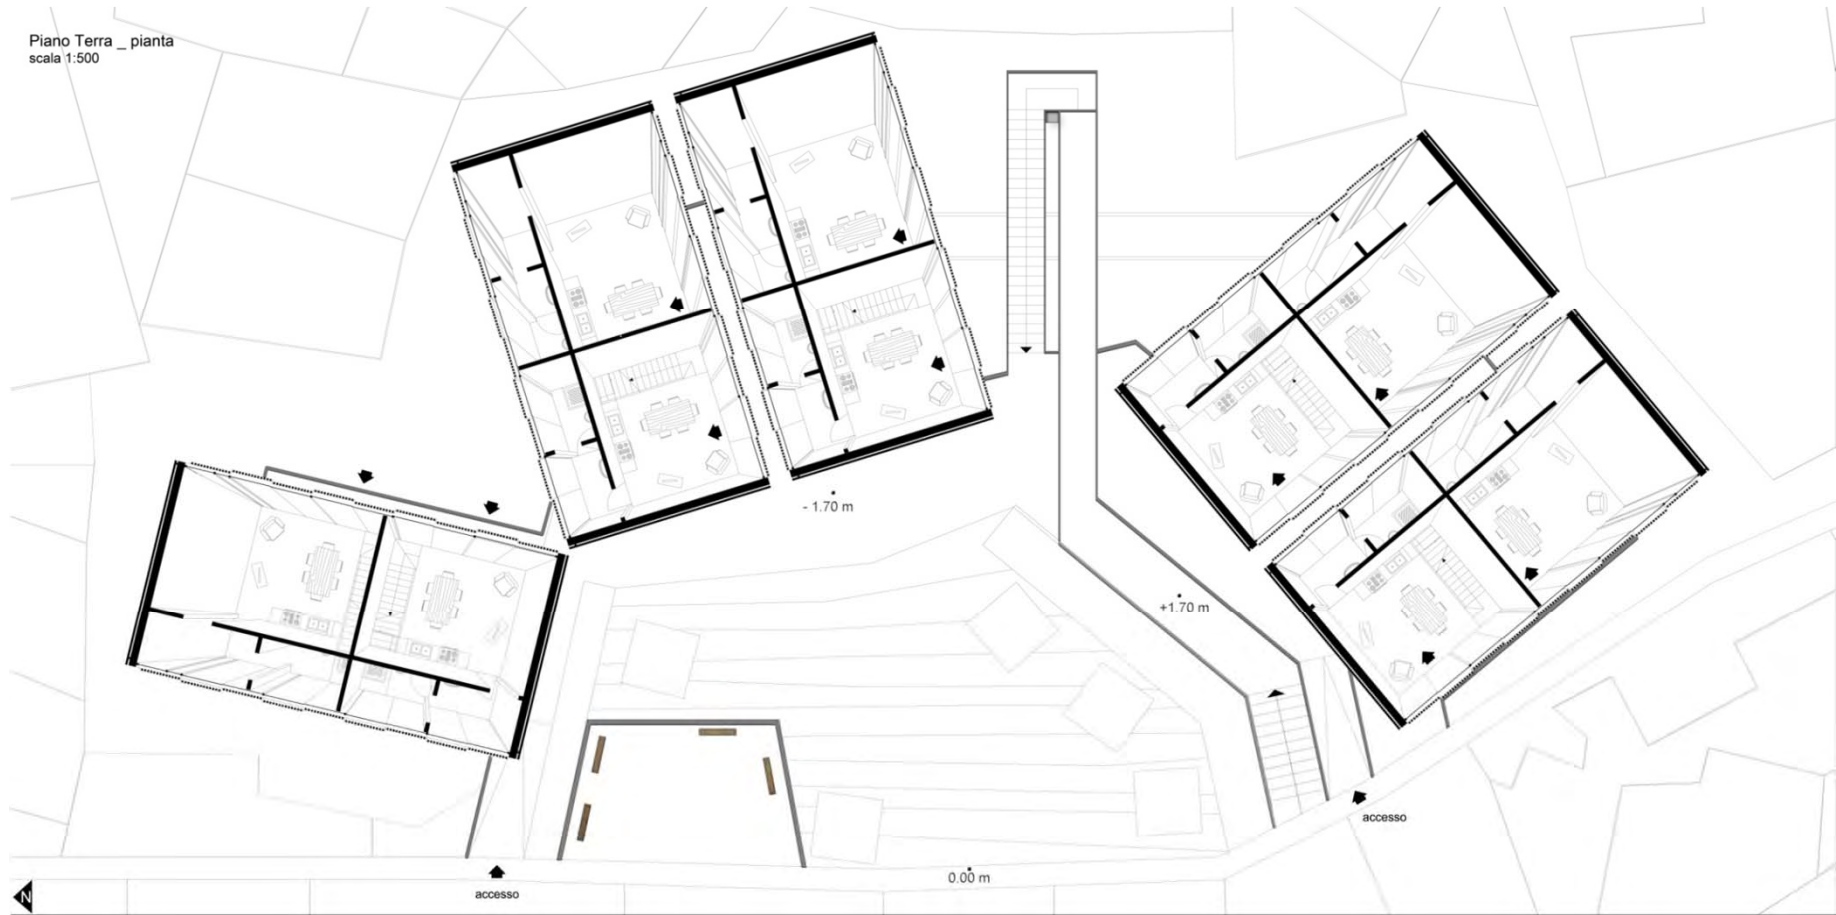 Piano Terra _ pianta
scala 1:500
- 1.70 m
+1.70 m
accesso
0.00 m
accesso
N